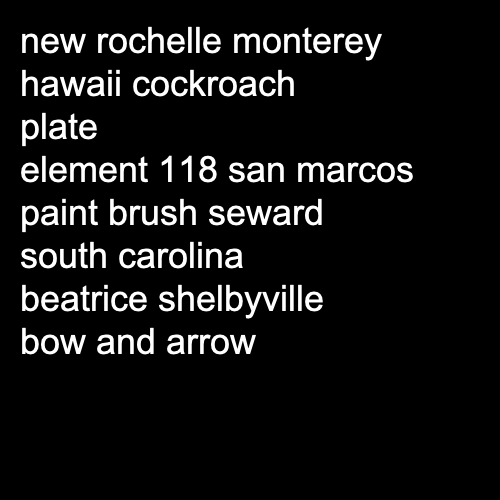 new rochelle monterey
hawaii cockroach
plate
element 118 san marcos
paint brush seward
south carolina
beatrice shelbyville
bow and arrow